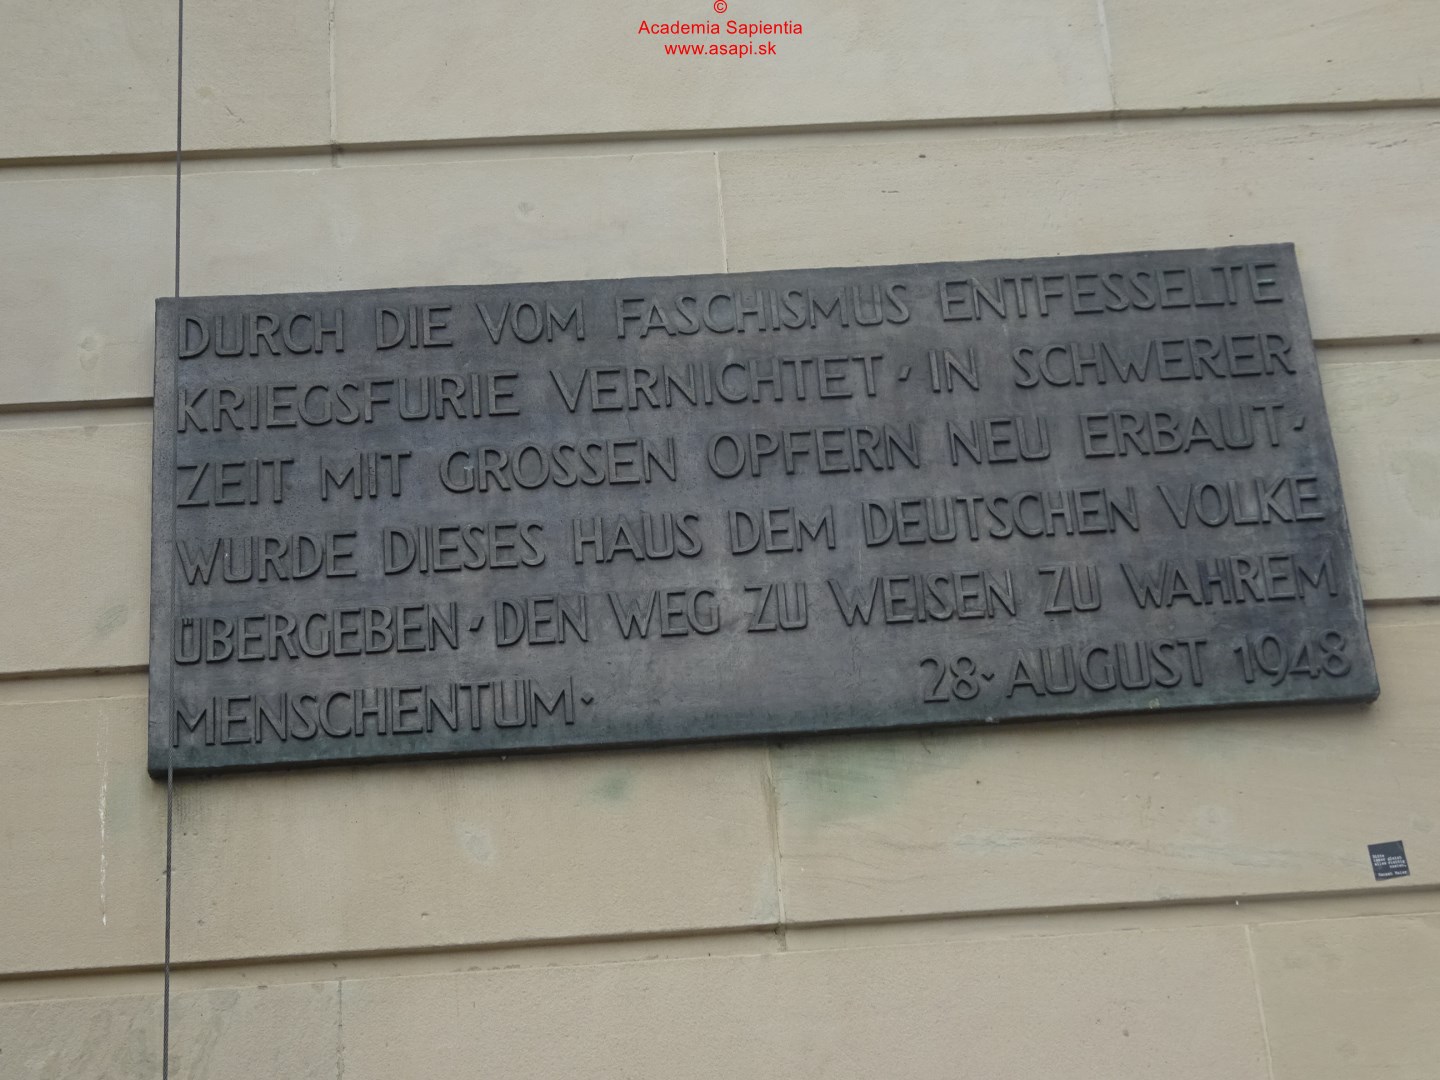 ©
Academia Sapientia
www.asapi.sk
DURCH DIE VOM FASCHISMUS ENTFESSELTE
KRIEGSFURIE VERNICHTET, IN SCHWERER
ZEIT MIT GROSSEN OPFERN NEU ERBAUT,
WURDE DIESES HAUS DEM DEUTSCHEN VOLKE
ÜBERGEBEN, DEN WEG ZU WEISEN ZU WAHREM
MENSCHENTUM. 28. AUGUST 1948